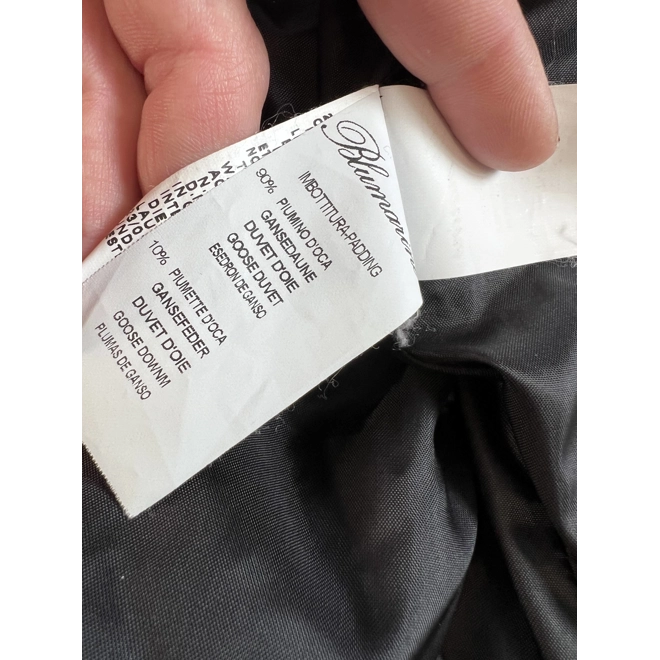 Blumarin
IMBOTTITURA-PADDING
90% PIUMINO D'OCA
GANSEDAUNE
DUVET D'OIE
GOOSE DUVET
ESEDRON DE GANSO
10% PIUMETTE D'OCA
GANSEFEDER
DUVET D'OIE
GOOSE DOWNM
PLUMAS DE GANSO